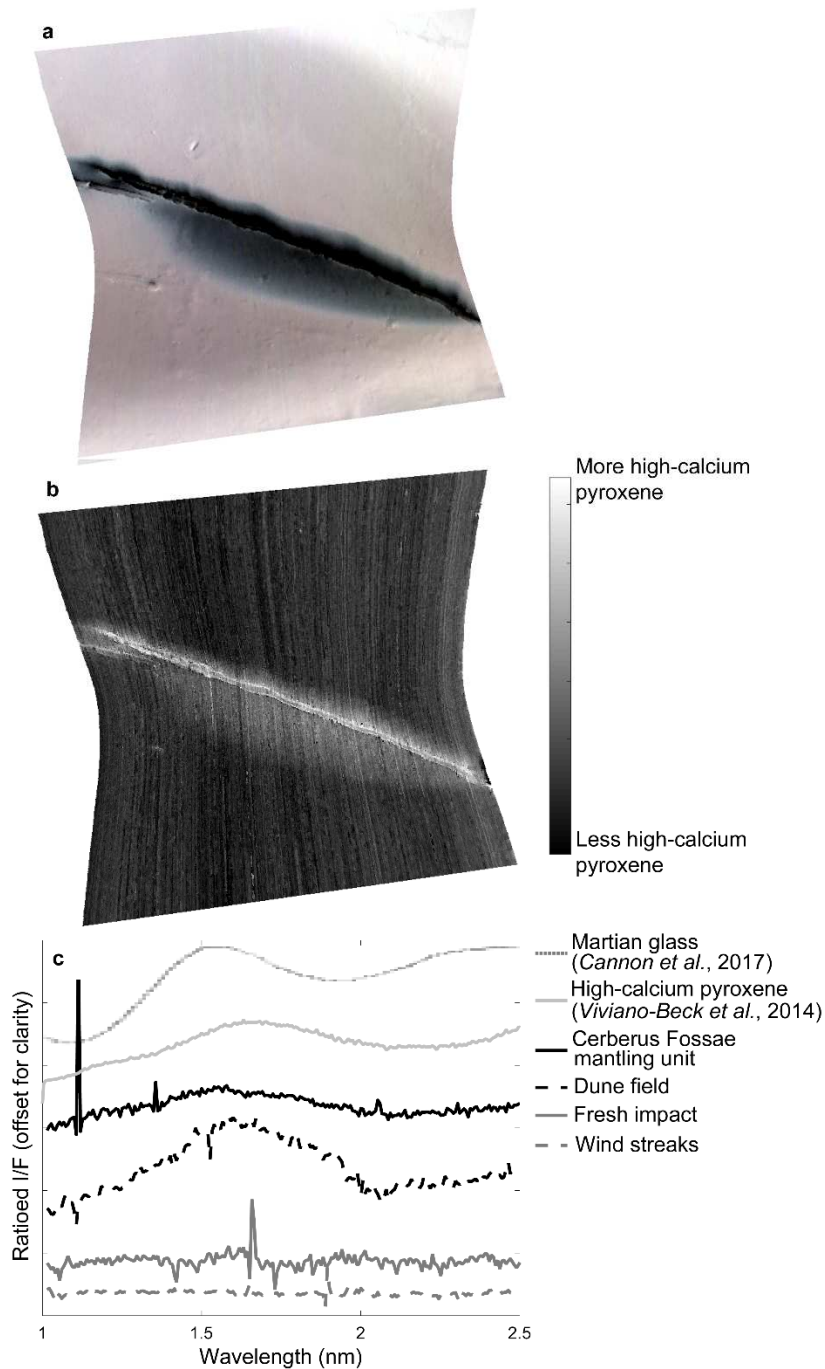 a
b
More high-calcium
pyroxene
Less high-calcium
pyroxene
c
Martian glass
(Cannon et al., 2017)
High-calcium pyroxene
(Viviano-Beck et al., 2014)
Cerberus Fossae
mantling unit
Dune field
Fresh impact
Wind streaks
Ratioed I/F (offset for clarity)
1
1.5
2
2.5
Wavelength (nm)